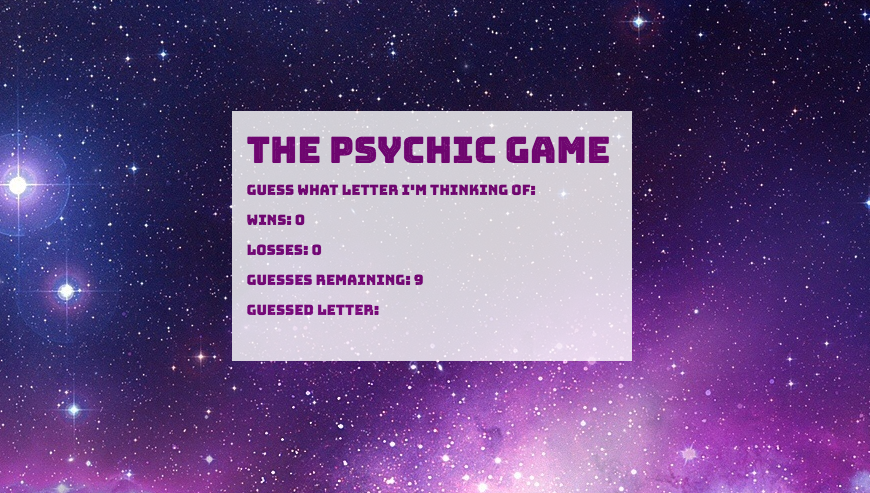 THE PSYCHIC GAME
GUESS WHAT LETTER I'M THINKING OF:
WINS: 0
LOSSES: 0
GUESSES REMAINING: 9
GUESSED LETTER: